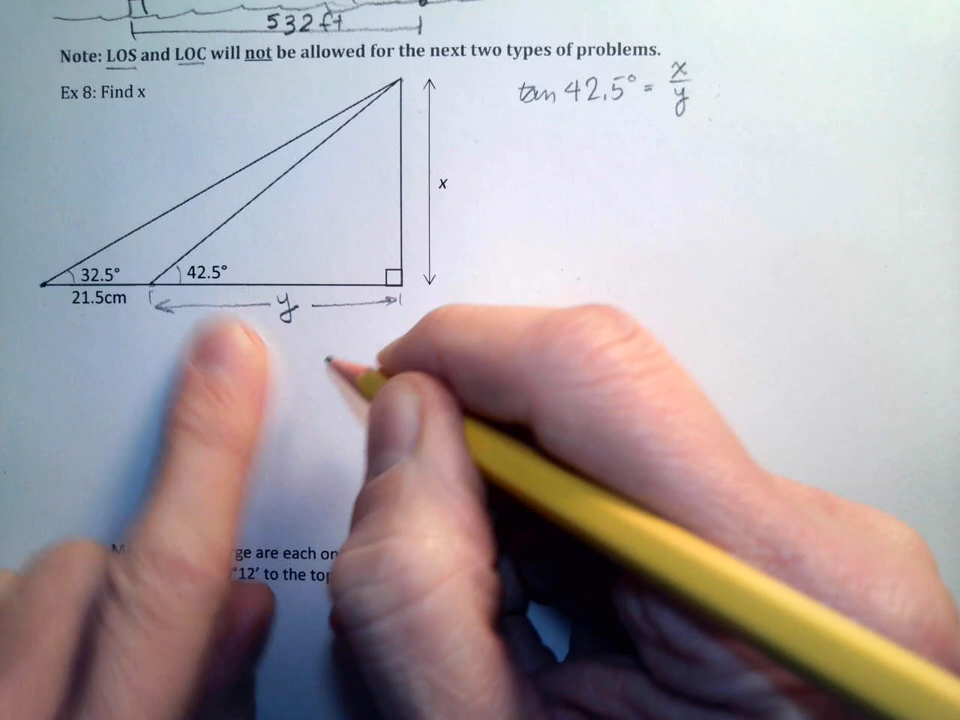 532 ft
Note: LOS and LOC will not be allowed for the next two types of problems.
Ex 8: Find x
tan 42.5° = x/y
x
32.5°
42.5°
21.5cm
y
ge are each on
°12' to the top